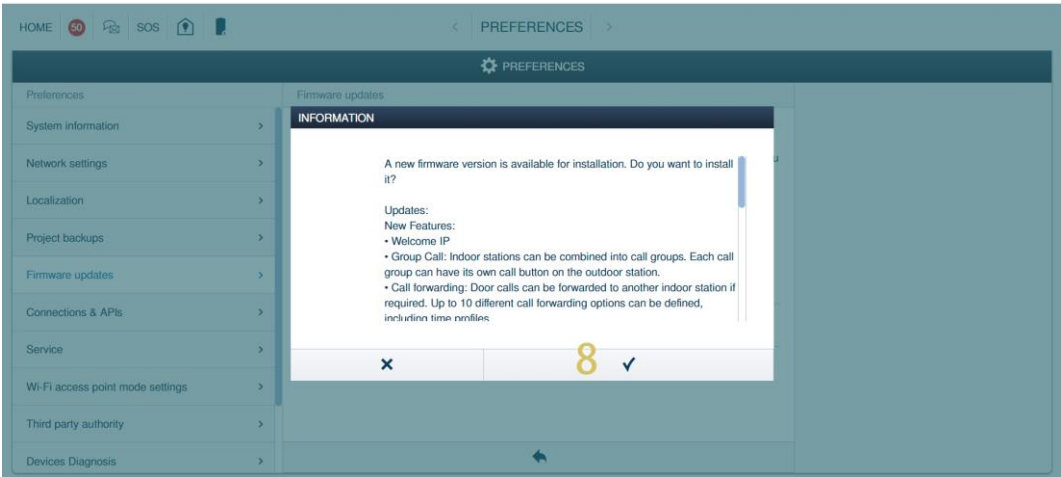 HOME 50 SOS < PREFERENCES >
PREFERENCES
Preferences
Firmware updates
System information >
Network settings >
Localization >
Project backups >
Firmware updates >
Connections & APIs >
Service >
Wi-Fi access point mode settings >
Third party authority >
Devices Diagnosis >
INFORMATION
A new firmware version is available for installation. Do you want to install
it?
Updates:
New Features:
• Welcome IP
• Group Call: Indoor stations can be combined into call groups. Each call
group can have its own call button on the outdoor station.
• Call forwarding: Door calls can be forwarded to another indoor station if
required. Up to 10 different call forwarding options can be defined,
including time profiles
8